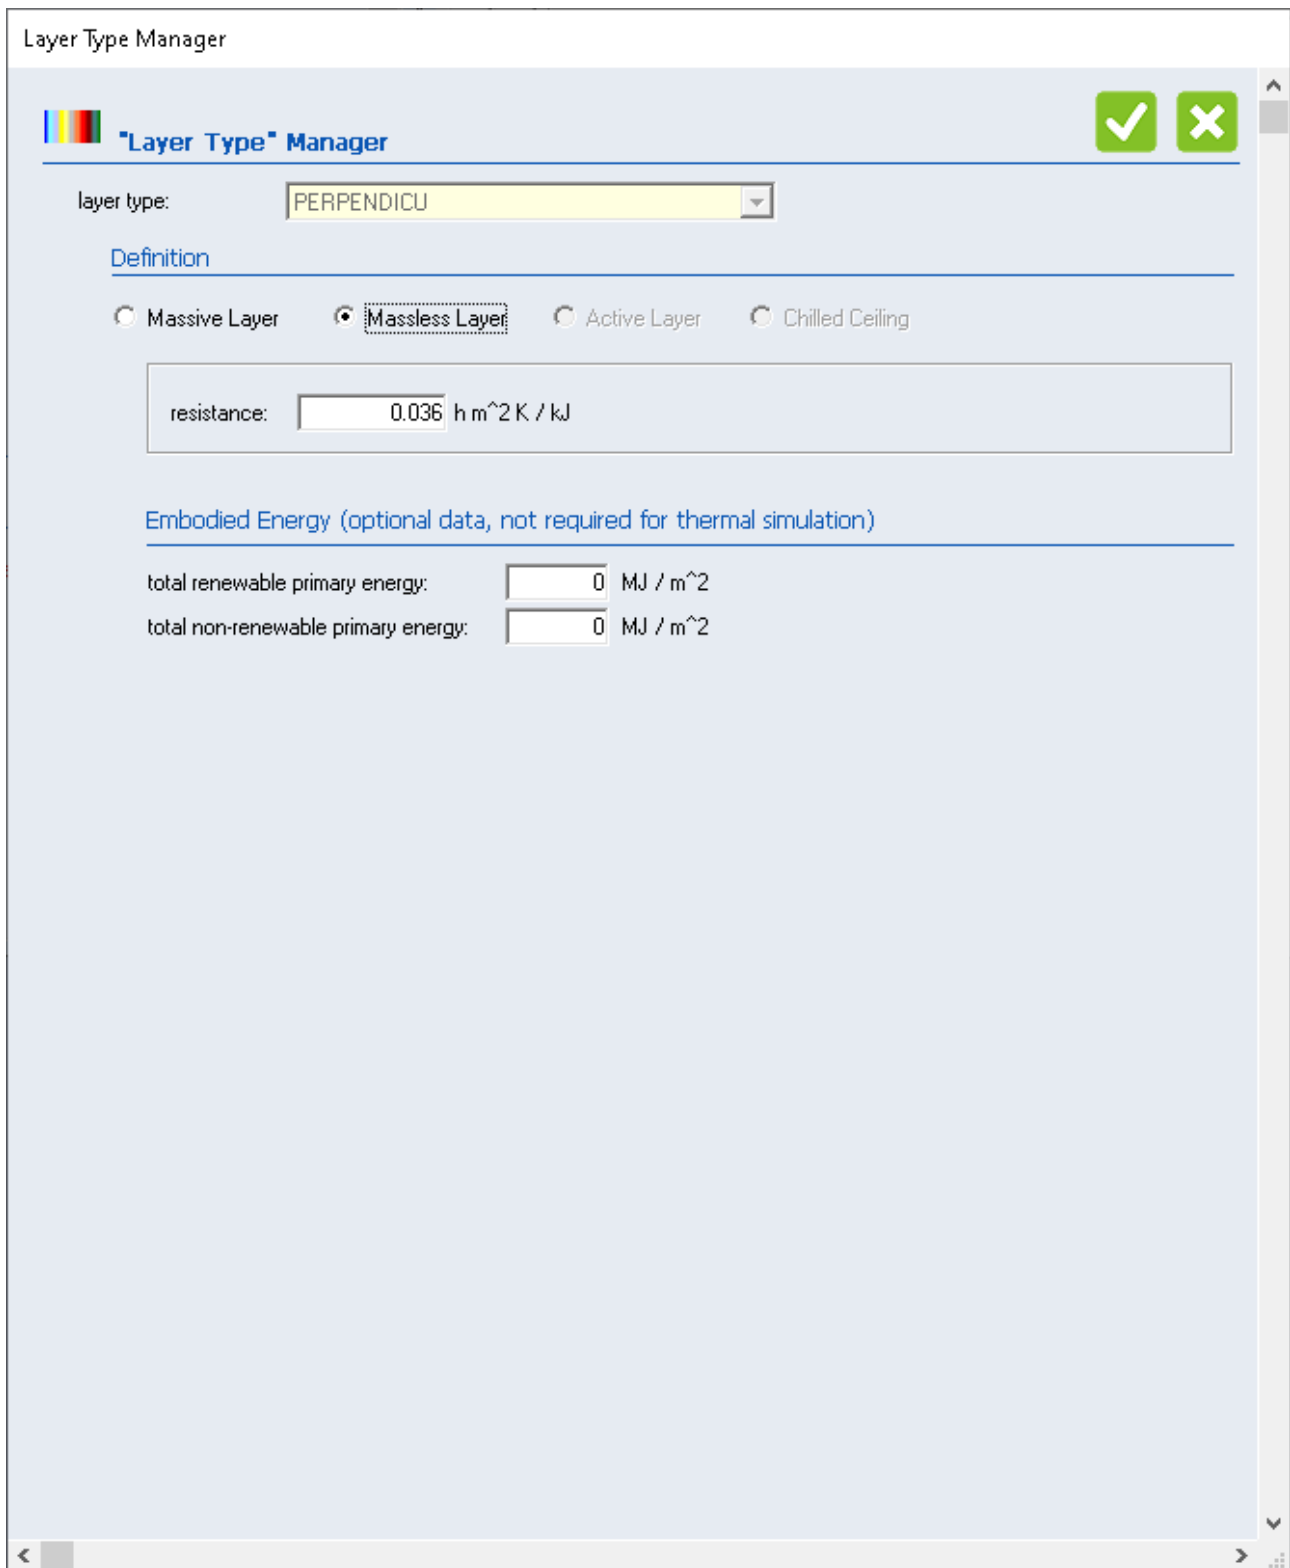 Layer Type Manager
"Layer Type" Manager
layer type: PERPENDICU
Definition
Massive Layer Massless Layer Active Layer Chilled Ceiling
resistance: 0.036 h m^2 K / kJ
Embodied Energy (optional data, not required for thermal simulation)
total renewable primary energy: 0 MJ / m^2
total non-renewable primary energy: 0 MJ / m^2